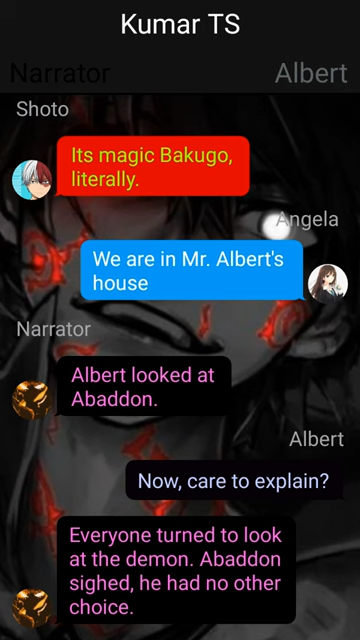 Kumar TS
Narrator
Albert
Shoto
Its magic Bakugo,
literally.
Angela
We are in Mr. Albert's
house
Narrator
Albert looked at
Abaddon.
Albert
Now, care to explain?
Everyone turned to look
at the demon. Abaddon
sighed, he had no other
choice.